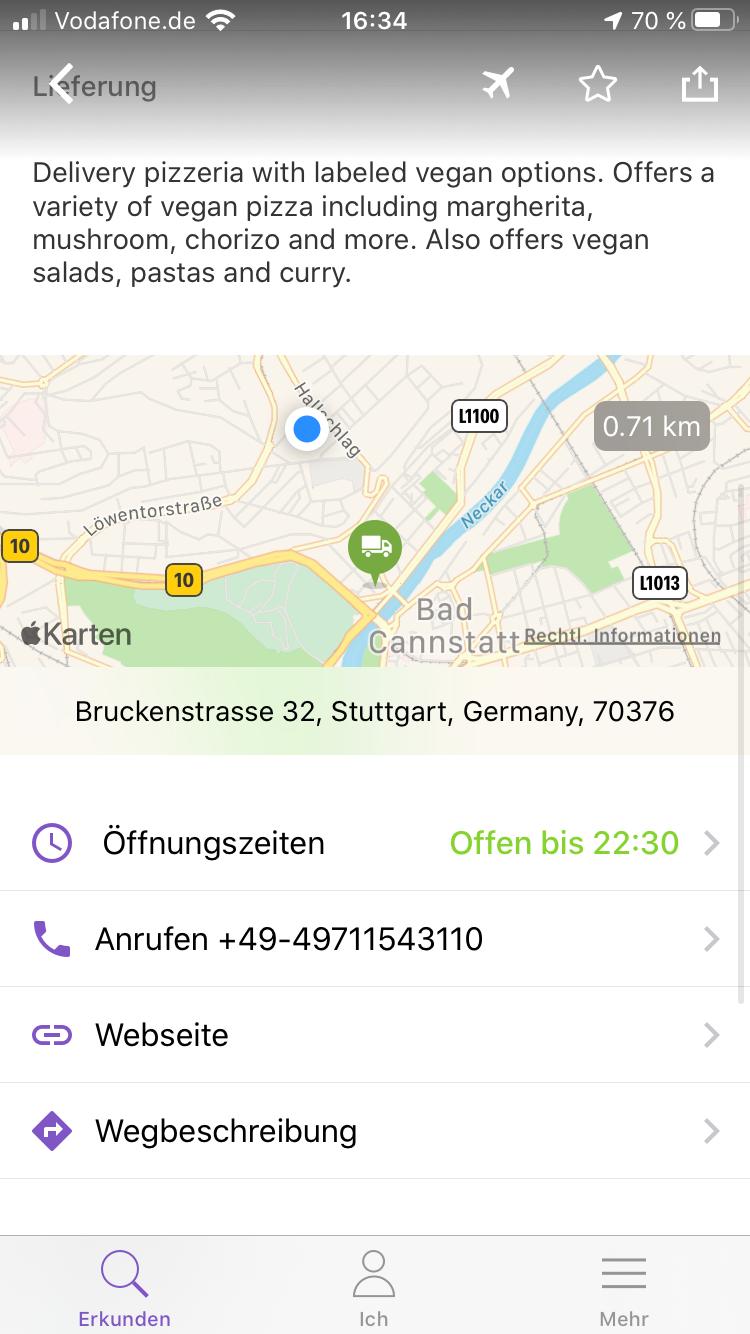 Vodafone.de 16:34 70 %
Lieferung
Delivery pizzeria with labeled vegan options. Offers a
variety of vegan pizza including margherita,
mushroom, chorizo and more. Also offers vegan
salads, pastas and curry.
Hallschlag
L1100
0.71 km
Löwentorstraße
Neckar
10
10
L1013
Bad
Cannstatt
Karten
Rechtl. Informationen
Bruckenstrasse 32, Stuttgart, Germany, 70376
Öffnungszeiten Offen bis 22:30
Anrufen +49-49711543110
Webseite
Wegbeschreibung
Erkunden Ich Mehr